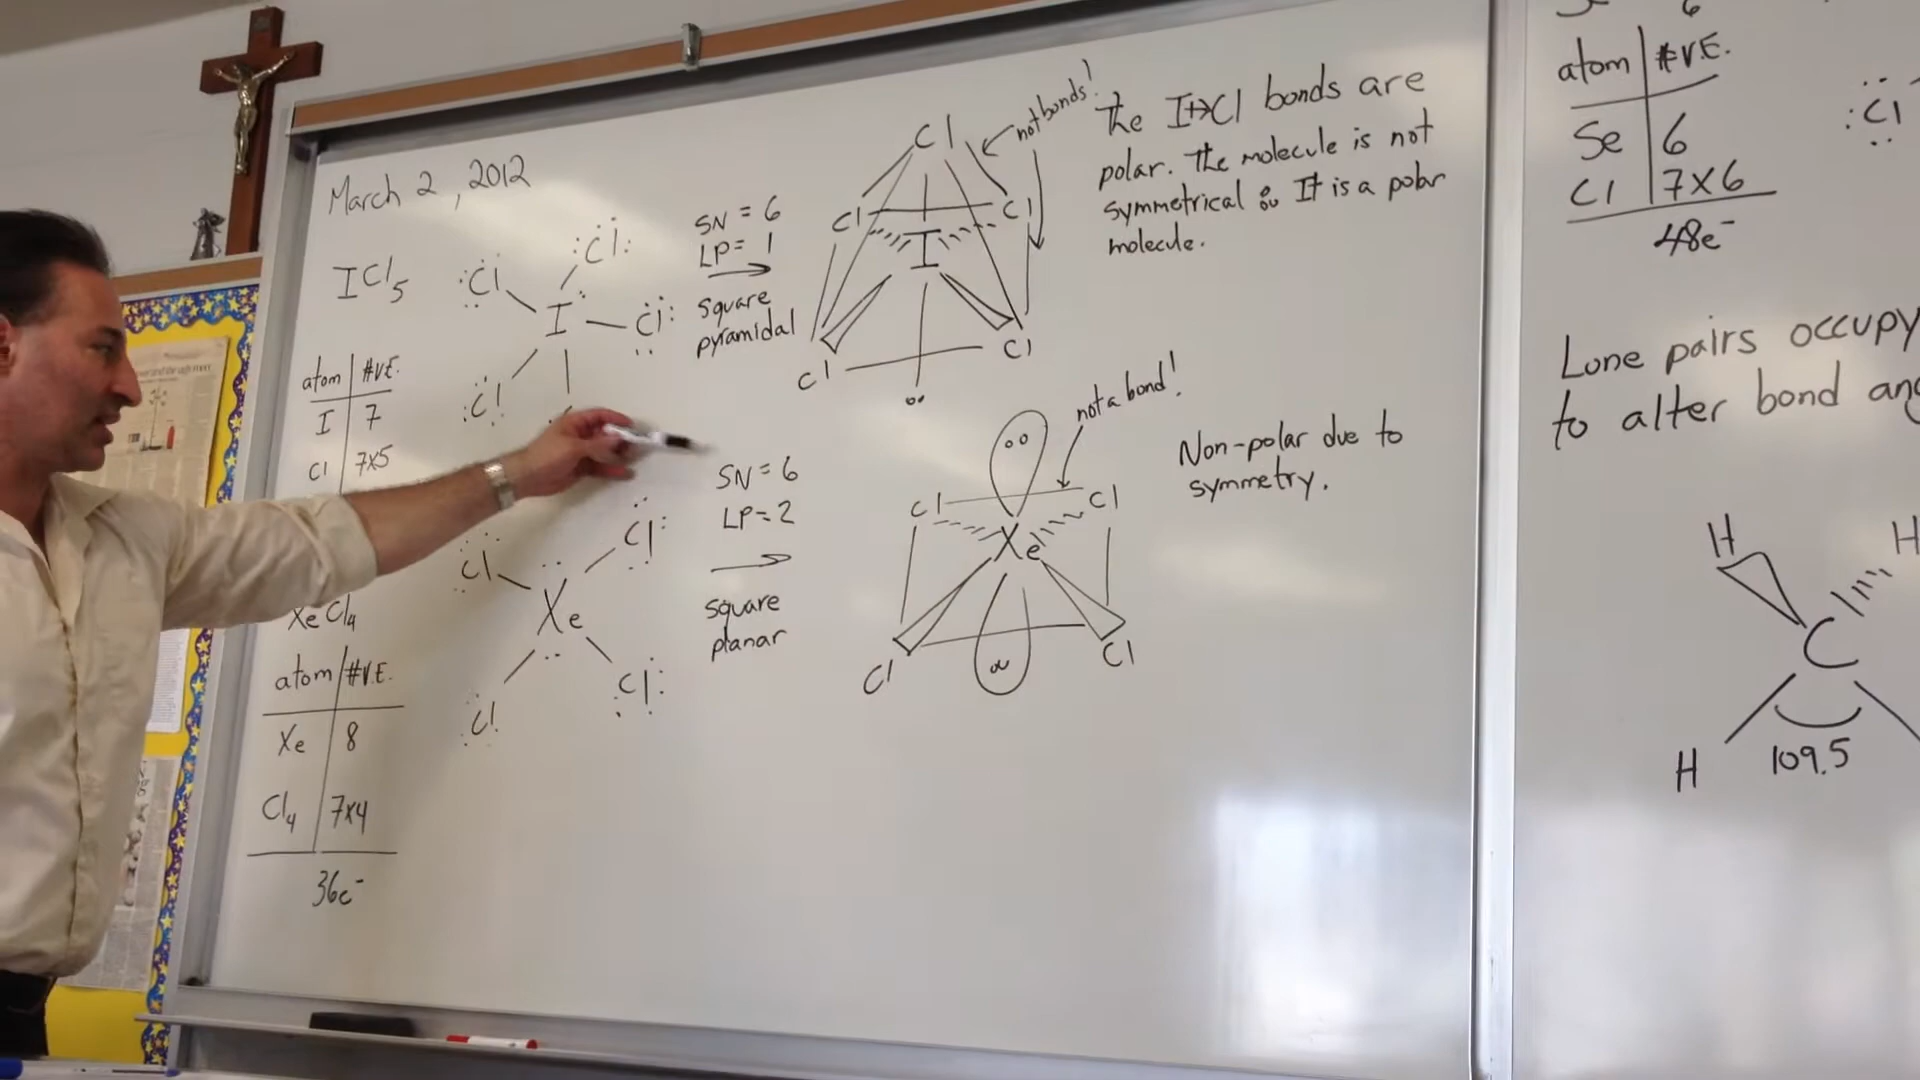 March 2, 2012
ICl5
atom #V.E.
I 7
Cl 7x5
Cl
Cl
I
Cl
Cl
SN = 6
LP = 1
square
pyramidal
Cl
Cl
Cl
I
Cl
Cl
not bonds!
The I↔Cl bonds are
polar. The molecule is not
symmetrical ∴ It is a polar
molecule.
XeCl4
atom #V.E.
Xe 8
Cl4 7x4
36e-
Cl
Cl
Xe
Cl
Cl
SN = 6
LP = 2
square
planar
Cl
Cl
Xe
Cl
Cl
not a bond!
Non-polar due to
symmetry.
atom #V.E.
Se 6
Cl 7x6
48e-
Cl
Lone pairs occupy
to alter bond
H
H
C
H
109.5